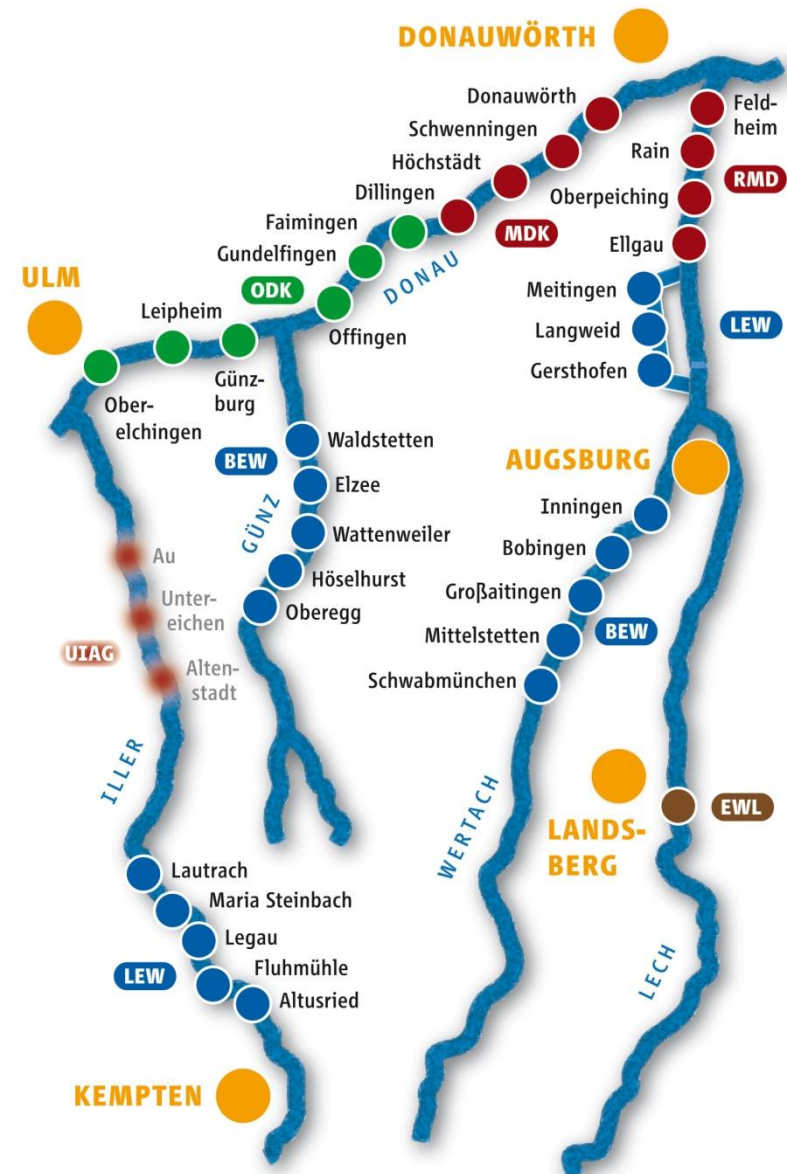 DONAUWÖRTH
Donauwörth
Schwenningen
Höchstädt
Dillingen
Faimingen
Gundelfingen
MDK
DONAU
Feld-
heim
Rain
RMD
Oberpeiching
Ellgau
Meitingen
Langweid
LEW
Gersthofen
ULM
ODK
Leipheim
Offingen
Günz-
burg
Ober-
elchingen
BEW
Waldstetten
Elzee
GÜNZ
Wattenweiler
Höselhurst
Oberegg
AUGSBURG
Inningen
Bobingen
Großaitingen
Mittelstetten
BEW
Schwabmünchen
Au
Unter-
eichen
UIAG
Alten-
stadt
ILLER
WERTACH
LANDS-
BERG
EWL
LECH
Lautrach
Maria Steinbach
Legau
LEW
Fluhmühle
Altusried
KEMPTEN